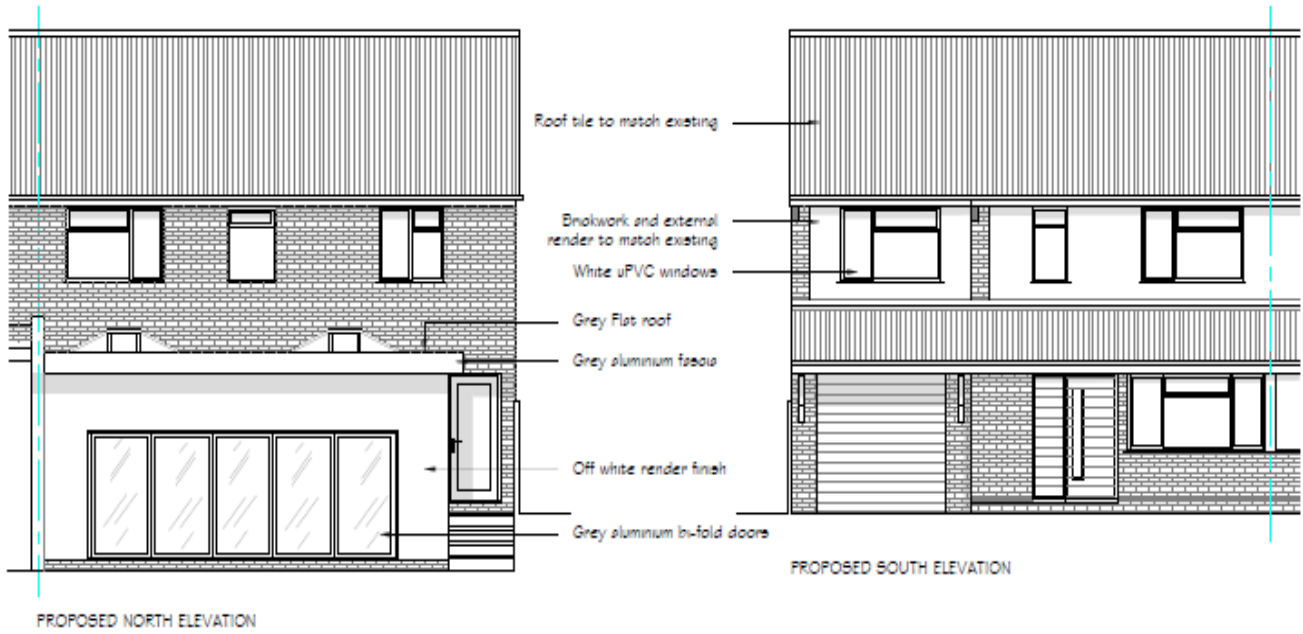 Roof tile to match existing
Brickwork and external
render to match existing
White uPVC windows
Grey Flat roof
Grey aluminium fascia
Off white render finish
Grey aluminium bi-fold doors
PROPOSED SOUTH ELEVATION
PROPOSED NORTH ELEVATION